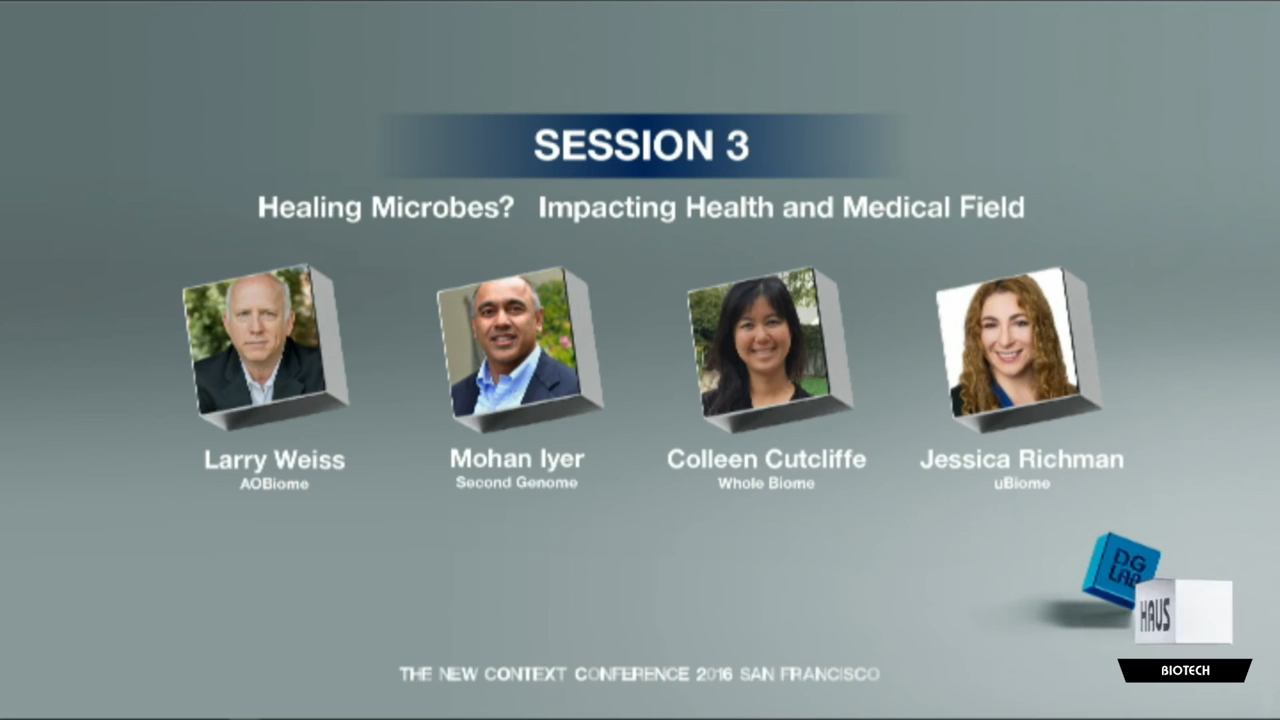 SESSION 3
Healing Microbes? Impacting Health and Medical Field
Larry Weiss
AOBiome
Mohan Iyer
Second Genome
Colleen Cutcliffe
Whole Biome
Jessica Richman
uBiome
DG
LAB
HAUS
BIOTECH
THE NEW CONTEXT CONFERENCE 2016 SAN FRANCISCO